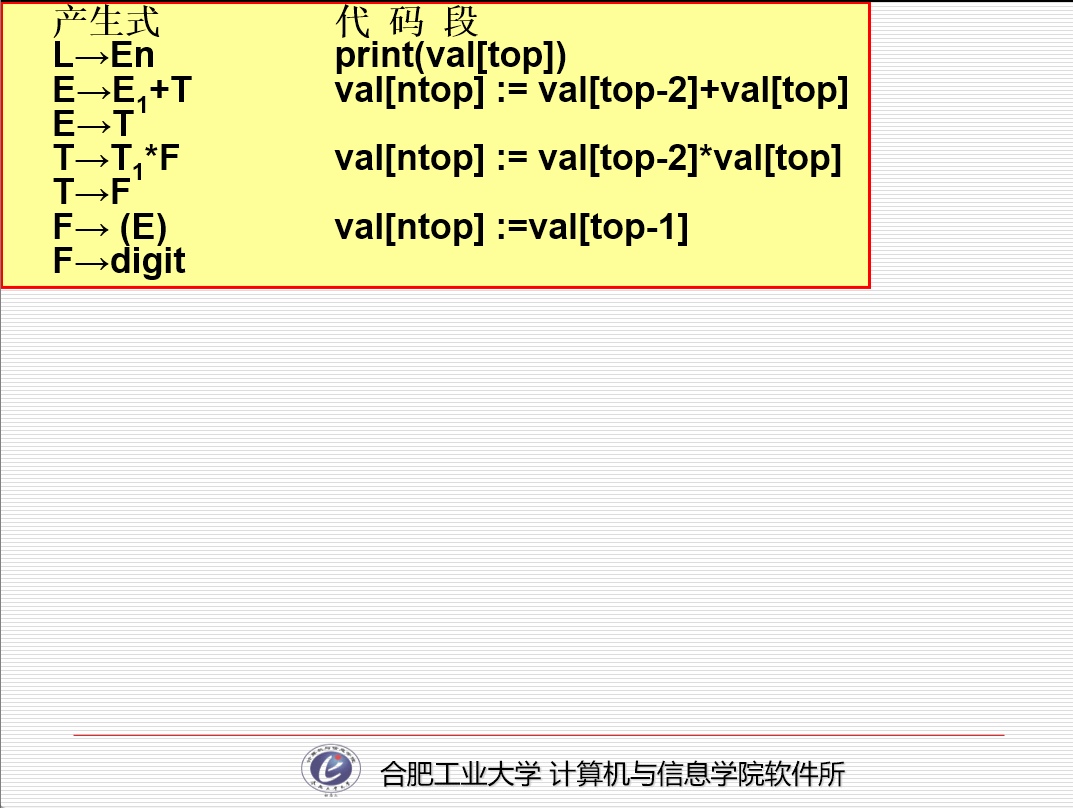 产生式 代 码 段
L→En print(val[top])
E→E1+T val[ntop] := val[top-2]+val[top]
E→T
T→T1*F val[ntop] := val[top-2]*val[top]
T→F
F→ (E) val[ntop] :=val[top-1]
F→digit
合肥工业大学 计算机与信息学院软件所